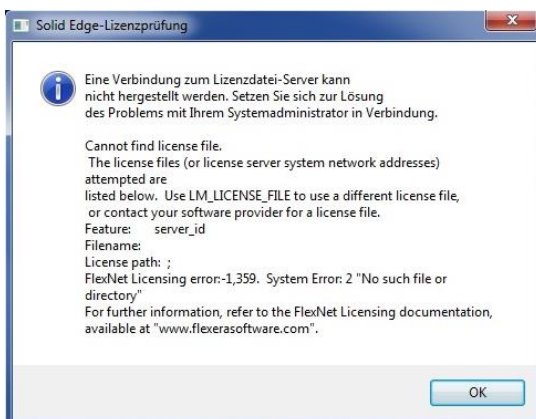 Solid Edge-Lizenzprüfung
Eine Verbindung zum Lizenzdatei-Server kann
nicht hergestellt werden. Setzen Sie sich zur Lösung
des Problems mit Ihrem Systemadministrator in Verbindung.
Cannot find license file.
The license files (or license server system network addresses)
attempted are
listed below. Use LM_LICENSE_FILE to use a different license file,
or contact your software provider for a license file.
Feature: server_id
Filename:
License path: ;
FlexNet Licensing error:-1,359. System Error: 2 "No such file or
directory"
For further information, refer to the FlexNet Licensing documentation,
available at "www.flexerasoftware.com".
OK